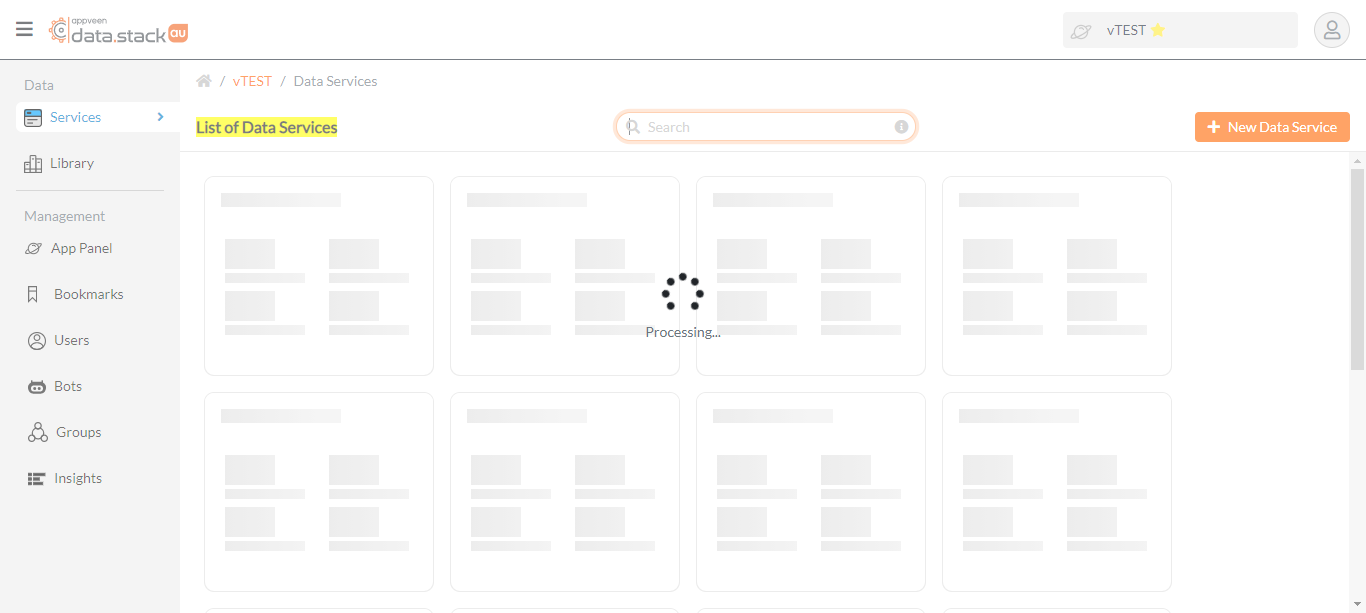 appveen
data.stack au
vTEST ⭐
Data
Services
Library
Management
App Panel
Bookmarks
Users
Bots
Groups
Insights
/ vTEST / Data Services
List of Data Services
Search
New Data Service
Processing...